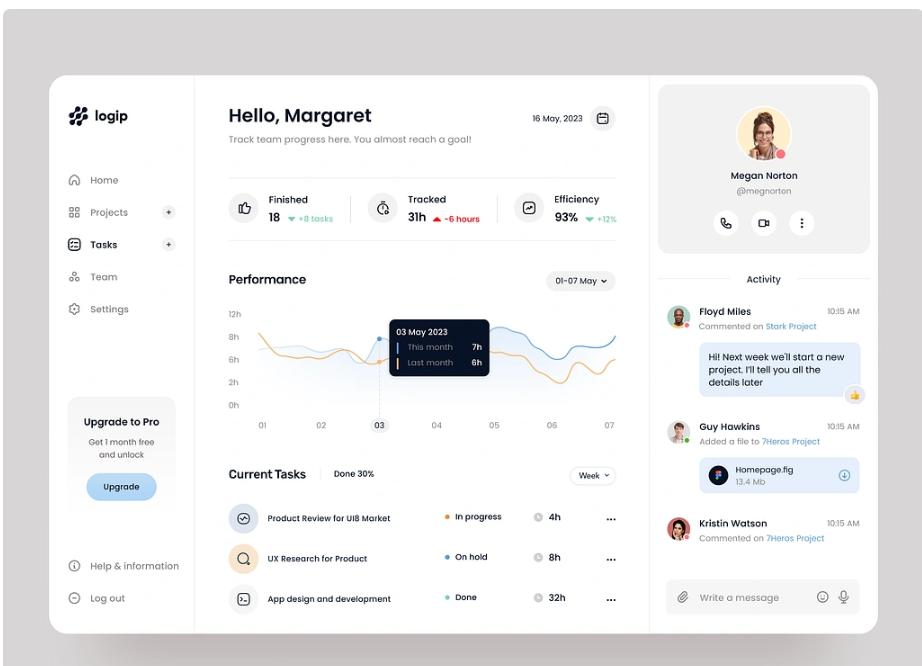 logip
Home
Projects
Tasks
Team
Settings
Upgrade to Pro
Get 1 month free
and unlock
Upgrade
Help & information
Log out
Hello, Margaret
16 May, 2023
Track team progress here. You almost reach a goal!
Finished
18 +8 tasks
Tracked
31h -6 hours
Efficiency
93% +12%
Performance
01-07 May
12h
8h
6h
2h
0h
03 May 2023
This month 7h
Last month 6h
01 02 03 04 05 06 07
Current Tasks
Done 30%
Week
Product Review for UI8 Market In progress 4h
UX Research for Product On hold 8h
App design and development Done 32h
Megan Norton
@megnorton
Activity
Floyd Miles 10:15 AM
Commented on Stark Project
Hi! Next week we'll start a new
project. I'll tell you all the
details later
Guy Hawkins 10:15 AM
Added a file to 7Heros Project
Homepage.fig
13.4 Mb
Kristin Watson 10:15 AM
Commented on 7Heros Project
Write a message